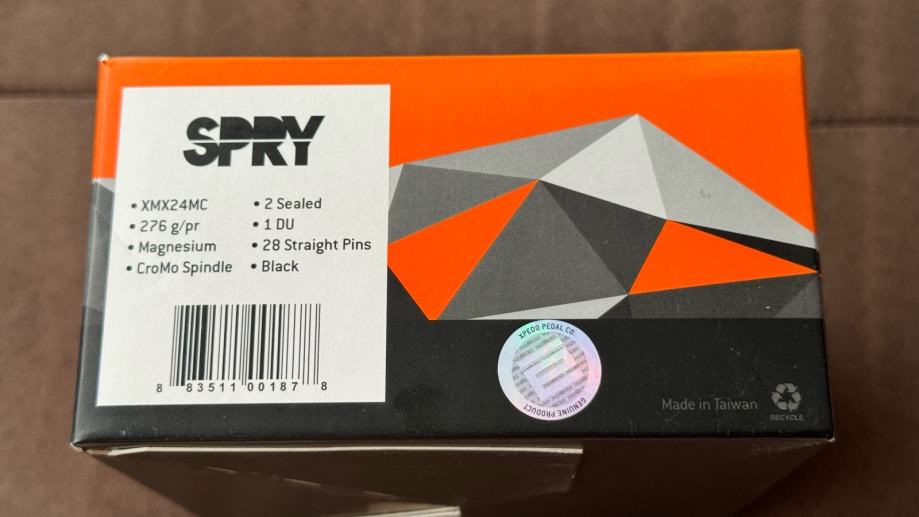 SPRY
• XMX24MC
• 276 g/pr
• Magnesium
• CroMo Spindle
• 2 Sealed
• 1 DU
• 28 Straight Pins
• Black
8 83511 00187 8
XPEDO PEDAL CO
GENUINE PRODUCT
Made in Taiwan
RECYCLE